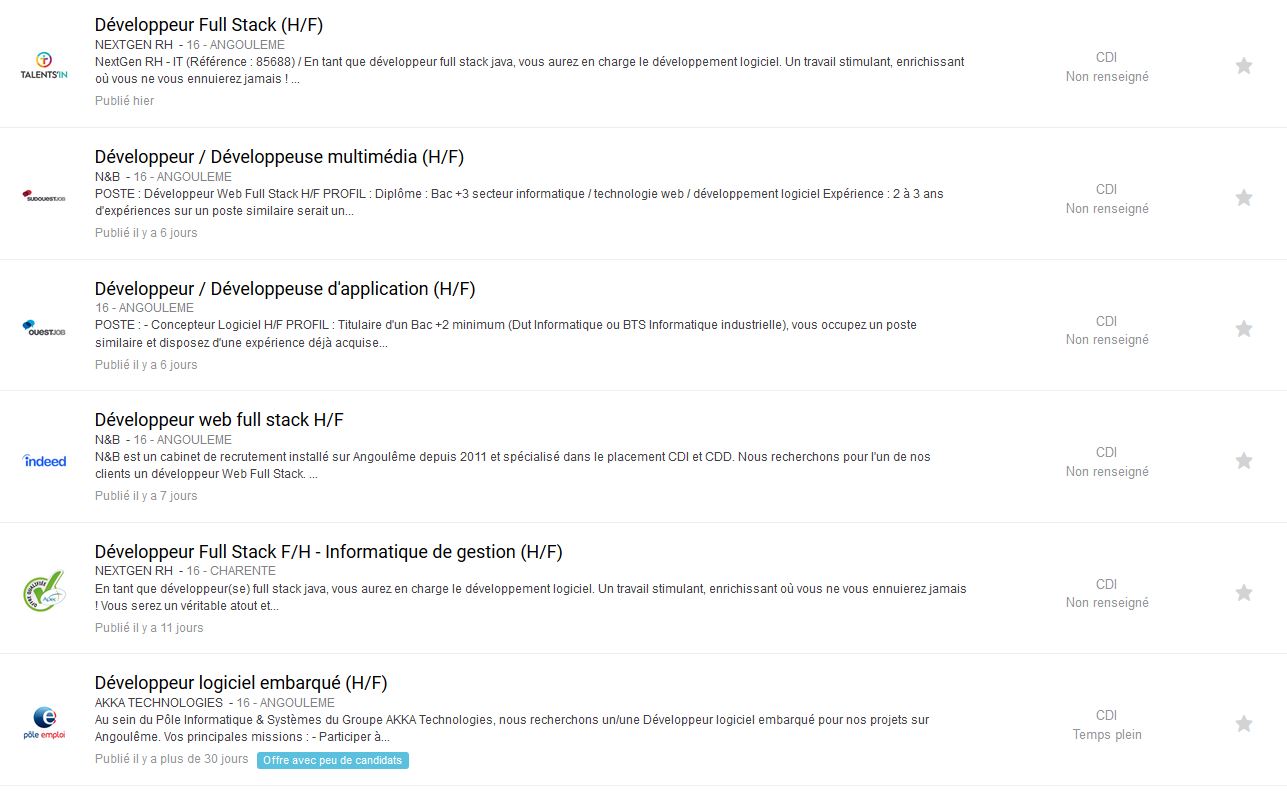 Développeur Full Stack (H/F)
NEXTGEN RH - 16 - ANGOULEME
TALENTS'IN
NextGen RH - IT (Référence : 85688) / En tant que développeur full stack java, vous aurez en charge le développement logiciel. Un travail stimulant, enrichissant
où vous ne vous ennuierez jamais ! ...
CDI
Non renseigné
Publié hier
Développeur / Développeuse multimédia (H/F)
N&B - 16 - ANGOULEME
SUDOUESTJOB
POSTE : Développeur Web Full Stack H/F PROFIL : Diplôme : Bac +3 secteur informatique / technologie web / développement logiciel Expérience : 2 à 3 ans
d'expériences sur un poste similaire serait un...
CDI
Non renseigné
Publié il y a 6 jours
Développeur / Développeuse d'application (H/F)
16 - ANGOULEME
OUESTJOB
POSTE : - Concepteur Logiciel H/F PROFIL : Titulaire d'un Bac +2 minimum (Dut Informatique ou BTS Informatique industrielle), vous occupez un poste
similaire et disposez d'une expérience déjà acquise...
CDI
Non renseigné
Publié il y a 6 jours
Développeur web full stack H/F
N&B - 16 - ANGOULEME
indeed
N&B est un cabinet de recrutement installé sur Angoulême depuis 2011 et spécialisé dans le placement CDI et CDD. Nous recherchons pour l'un de nos
clients un développeur Web Full Stack. ...
CDI
Non renseigné
Publié il y a 7 jours
Développeur Full Stack F/H - Informatique de gestion (H/F)
NEXTGEN RH - 16 - CHARENTE
OFFRE QUALIFIÉE
En tant que développeur(se) full stack java, vous aurez en charge le développement logiciel. Un travail stimulant, enrichissant où vous ne vous ennuierez jamais
! Vous serez un véritable atout et...
CDI
Non renseigné
Publié il y a 11 jours
Développeur logiciel embarqué (H/F)
AKKA TECHNOLOGIES - 16 - ANGOULEME
pôle emploi
Au sein du Pôle Informatique & Systèmes du Groupe AKKA Technologies, nous recherchons un/une Développeur logiciel embarqué pour nos projets sur
Angoulême. Vos principales missions : - Participer à...
CDI
Temps plein
Publié il y a plus de 30 jours
Offre avec peu de candidats